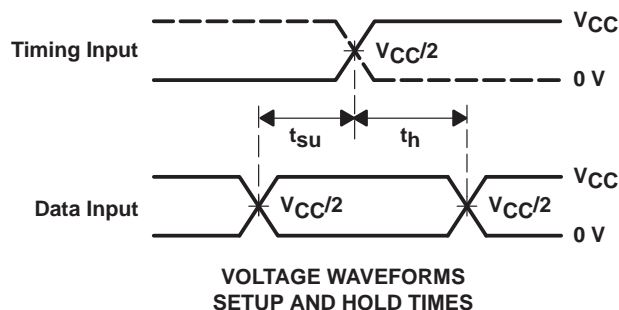 VCC
Timing Input
VCC/2
0 V
tsu
th
VCC
Data Input
VCC/2
VCC/2
0 V
VOLTAGE WAVEFORMS
SETUP AND HOLD TIMES